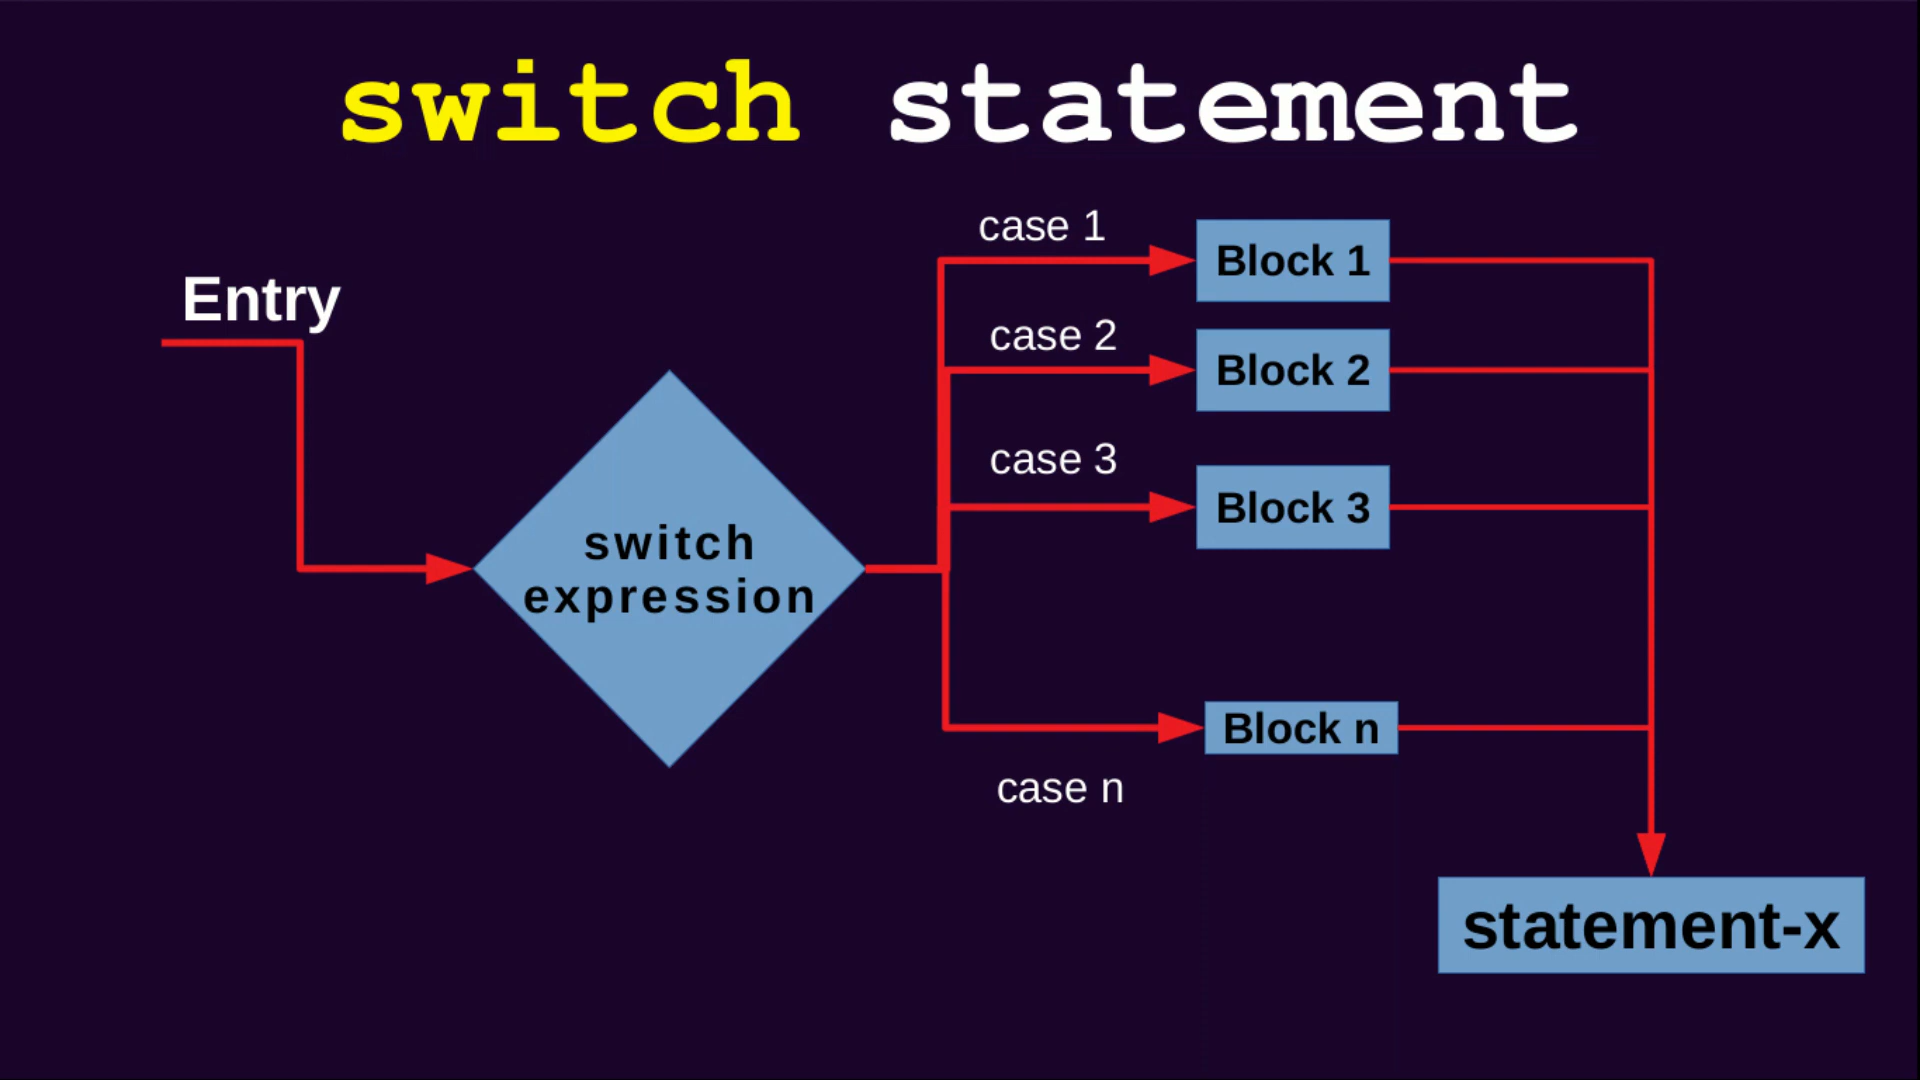 switch statement
Entry
switch
expression
case 1
Block 1
case 2
Block 2
case 3
Block 3
Block n
case n
statement-x